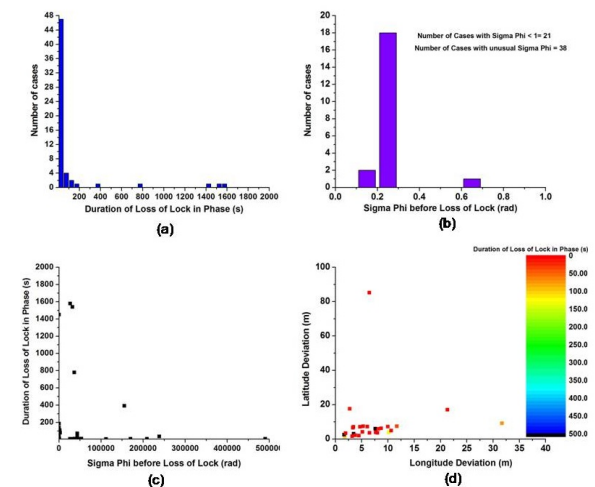 48
44
40
36
32
28
24
20
16
12
8
4
0
Number of cases
200 400 600 800 1000 1200 1400 1600 1800 2000
Duration of Loss of Lock in Phase (s)
(a)
20
18
16
14
12
10
8
6
4
2
0
Number of cases
Number of Cases with Sigma Phi < 1= 21
Number of Cases with unusual Sigma Phi = 38
0.0 0.2 0.4 0.6 0.8 1.0
Sigma Phi before Loss of Lock (rad)
(b)
2000
1800
1600
1400
1200
1000
800
600
400
200
Duration of Loss of Lock in Phase (s)
0 100000 200000 300000 400000 500000
Sigma Phi before Loss of Lock (rad)
(c)
Duration of Loss of Lock in Phase (s)
100
80
60
40
20
0
Latitude Deviation (m)
0 5 10 15 20 25 30 35 40
Longitude Deviation (m)
0
50.00
100.0
150.0
200.0
250.0
300.0
350.0
400.0
450.0
500.0
(d)